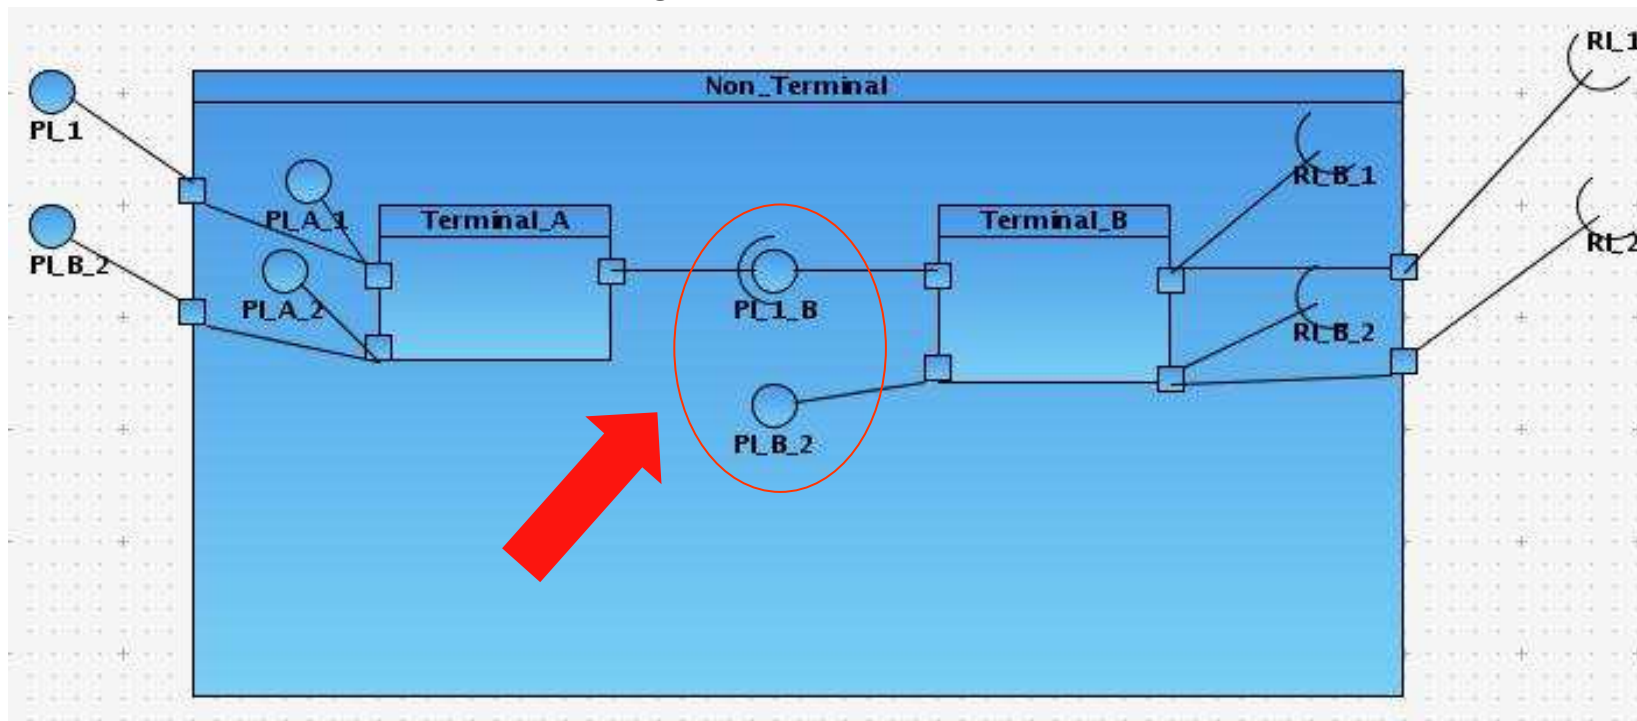 RI_1
Non_Terminal
PI_1
RI_B_1
PI_A_1
Terminal_A
Terminal_B
RI_2
PI_B_2
PI_A_2
PI_1_B
RI_B_2
PI_B_2